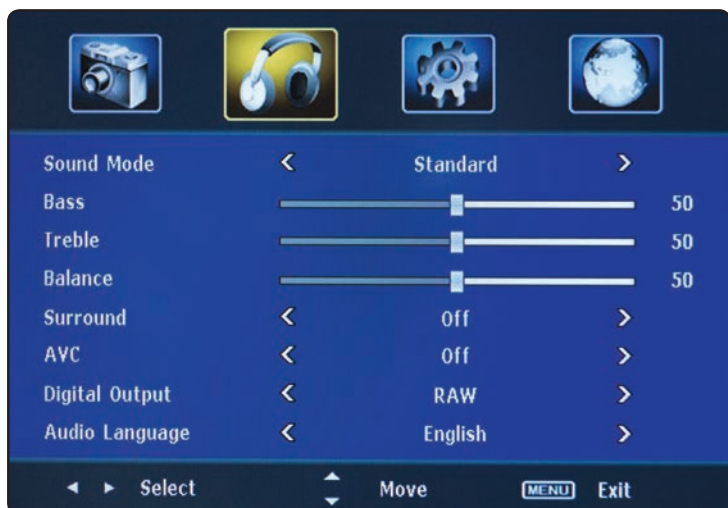 Sound Mode < Standard >
Bass 50
Treble 50
Balance 50
Surround < Off >
AVC < Off >
Digital Output < RAW >
Audio Language < English >
◄ ► Select ▲▼ Move MENU Exit